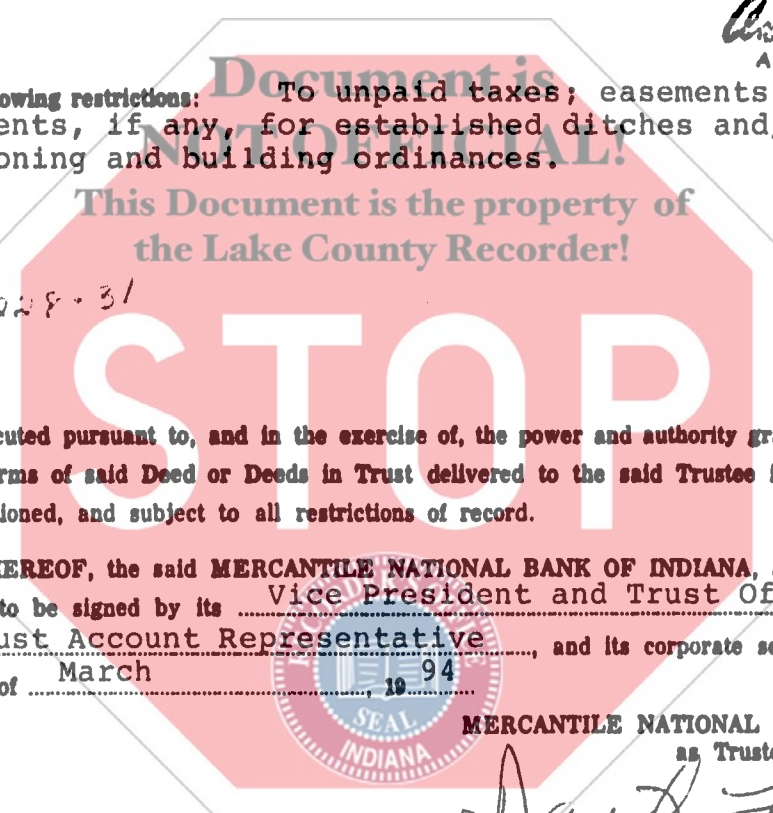 Document is
owing restrictions: To unpaid taxes; easements
ents, if any, for established ditches and/
oning and building ordinances.
NOT OFFICIAL!
This Document is the property of
the Lake County Recorder!
28-31
STOP
cuted pursuant to, and in the exercise of, the power and authority gr
rms of said Deed or Deeds in Trust delivered to the said Trustee
ioned, and subject to all restrictions of record.
HEREOF, the said MERCANTILE NATIONAL BANK OF INDIANA,
to be signed by its Vice President and Trust Of
ust Account Representative, and its corporate se
of March, 19 94
SEAL
INDIANA
MERCANTILE NATIONAL
as Truste